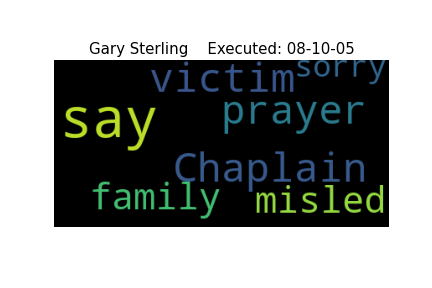 Gary Sterling    Executed: 08-10-05
victim sorry
say prayer
Chaplain
family misled